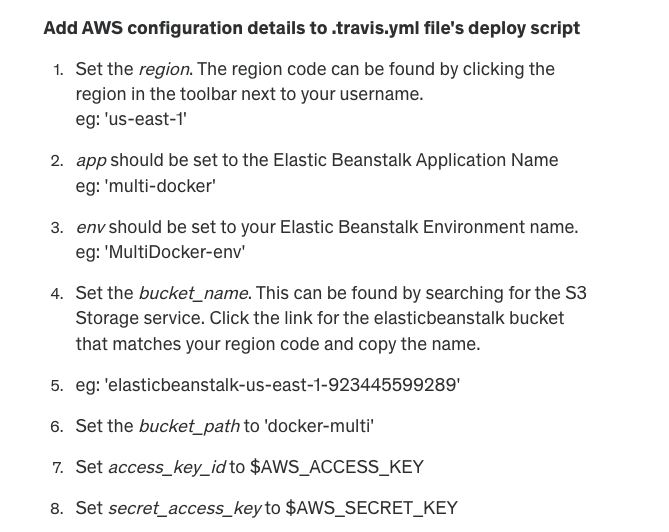 Add AWS configuration details to .travis.yml file's deploy script
1. Set the region. The region code can be found by clicking the
region in the toolbar next to your username.
eg: 'us-east-1'
2. app should be set to the Elastic Beanstalk Application Name
eg: 'multi-docker'
3. env should be set to your Elastic Beanstalk Environment name.
eg: 'MultiDocker-env'
4. Set the bucket_name. This can be found by searching for the S3
Storage service. Click the link for the elasticbeanstalk bucket
that matches your region code and copy the name.
5. eg: 'elasticbeanstalk-us-east-1-923445599289'
6. Set the bucket_path to 'docker-multi'
7. Set access_key_id to $AWS_ACCESS_KEY
8. Set secret_access_key to $AWS_SECRET_KEY